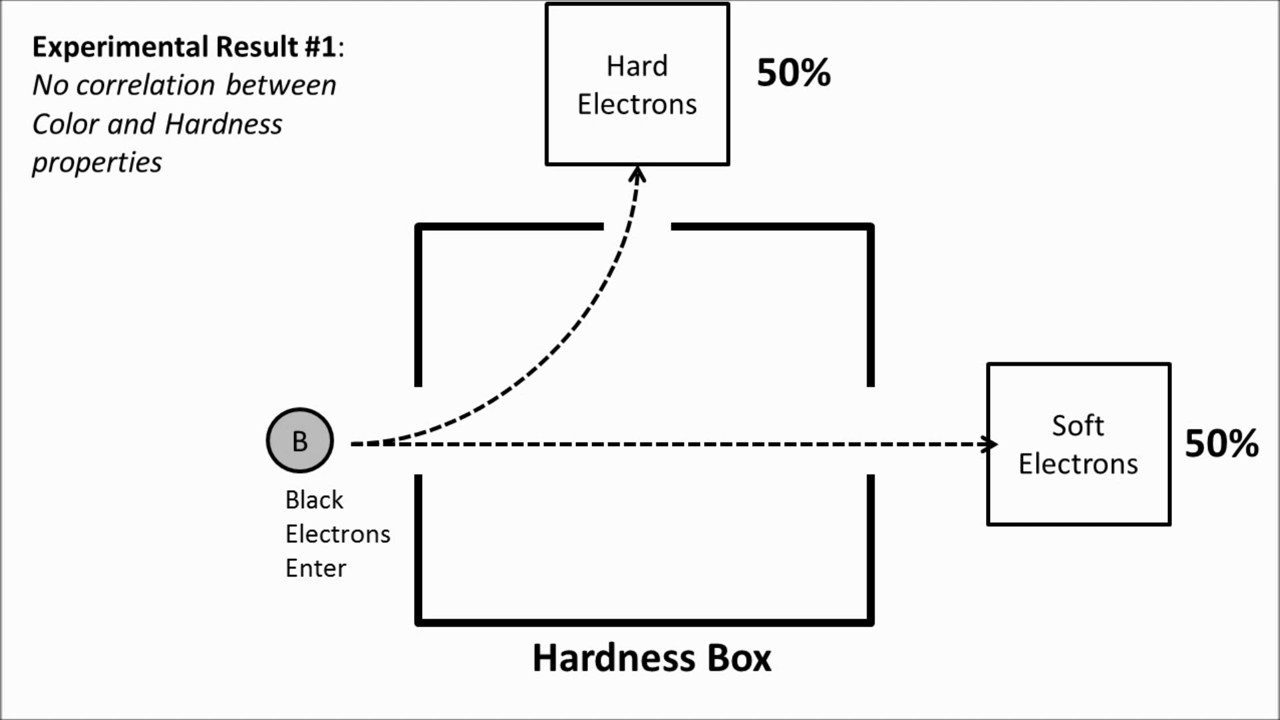 Experimental Result #1:
No correlation between
Color and Hardness
properties
Hard
Electrons
50%
B
Black
Electrons
Enter
Soft
Electrons
50%
Hardness Box